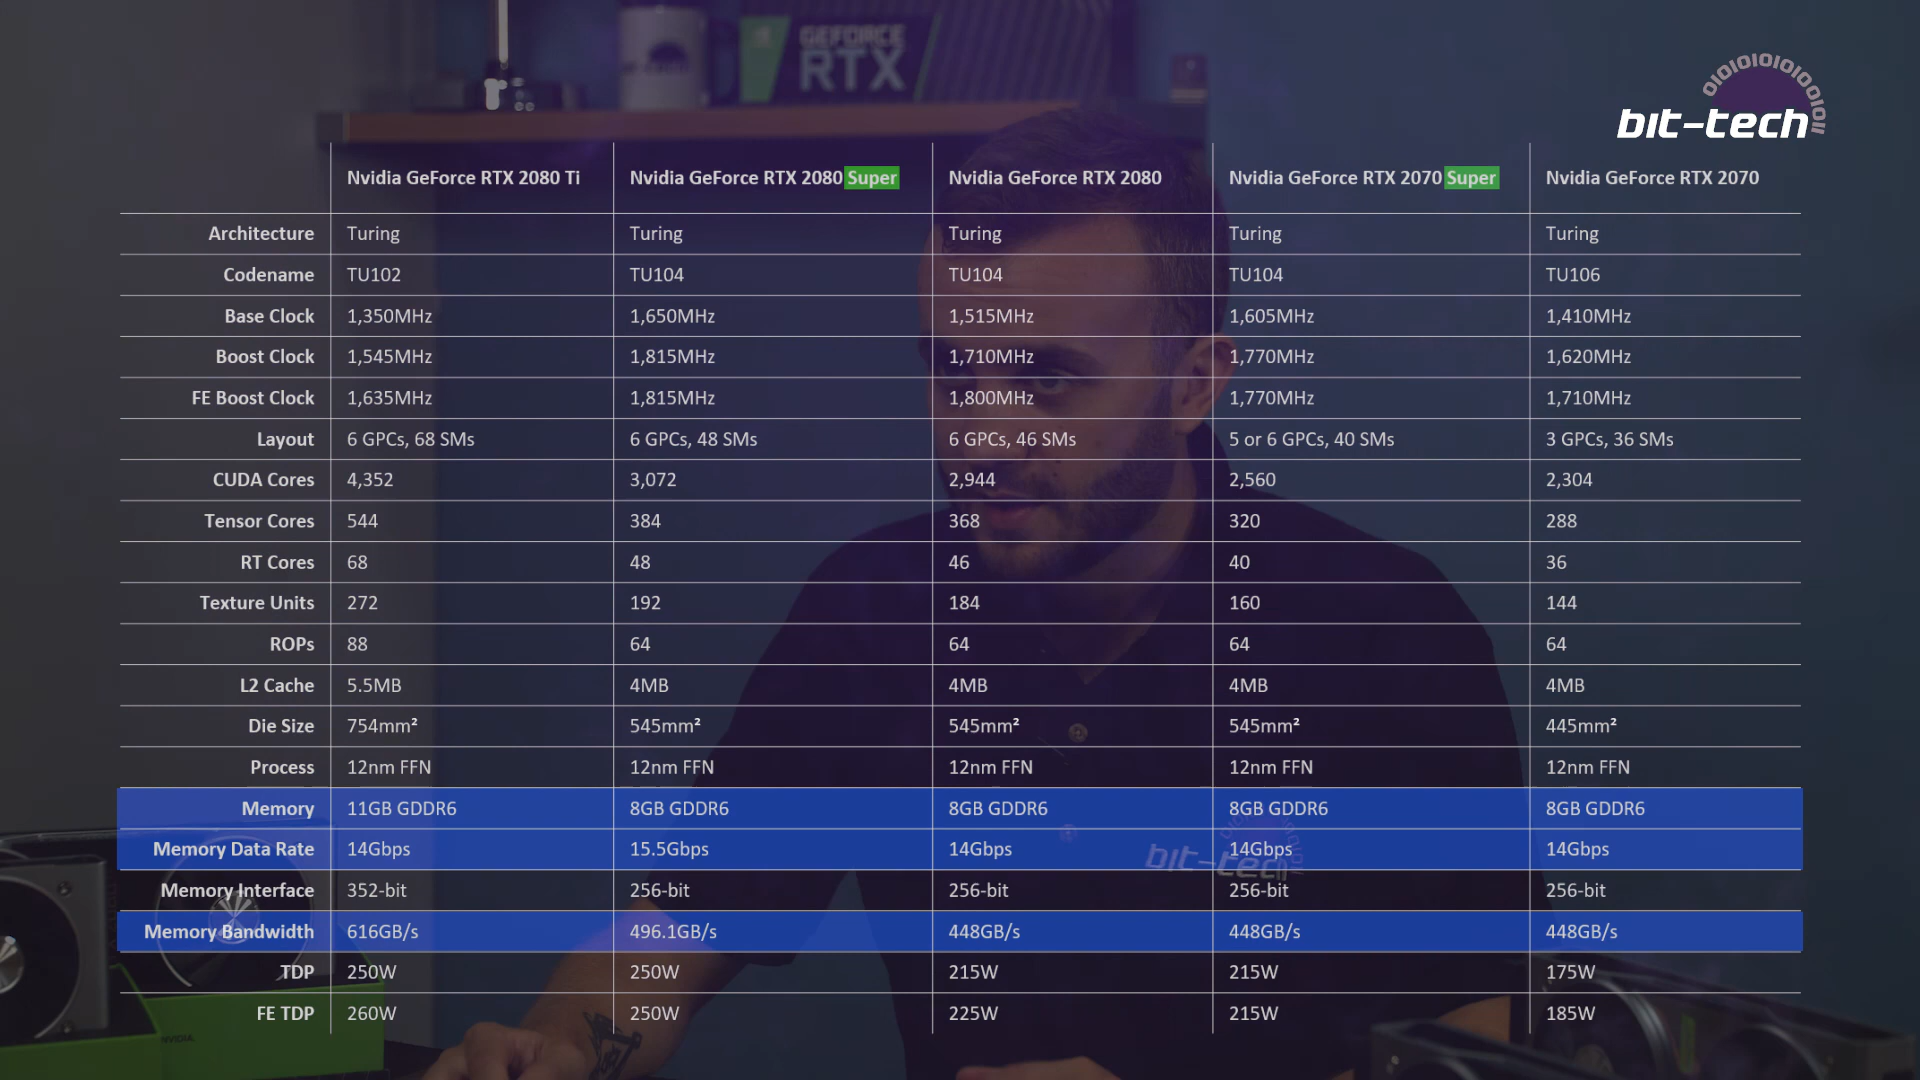 GEFORCE
RTX
bit-tech
Nvidia GeForce RTX 2080 Ti Nvidia GeForce RTX 2080 Super Nvidia GeForce RTX 2080 Nvidia GeForce RTX 2070 Super Nvidia GeForce RTX 2070
Architecture Turing Turing Turing Turing Turing
Codename TU102 TU104 TU104 TU104 TU106
Base Clock 1,350MHz 1,650MHz 1,515MHz 1,605MHz 1,410MHz
Boost Clock 1,545MHz 1,815MHz 1,710MHz 1,770MHz 1,620MHz
FE Boost Clock 1,635MHz 1,815MHz 1,800MHz 1,770MHz 1,710MHz
Layout 6 GPCs, 68 SMs 6 GPCs, 48 SMs 6 GPCs, 46 SMs 5 or 6 GPCs, 40 SMs 3 GPCs, 36 SMs
CUDA Cores 4,352 3,072 2,944 2,560 2,304
Tensor Cores 544 384 368 320 288
RT Cores 68 48 46 40 36
Texture Units 272 192 184 160 144
ROPs 88 64 64 64 64
L2 Cache 5.5MB 4MB 4MB 4MB 4MB
Die Size 754mm² 545mm² 545mm² 545mm² 445mm²
Process 12nm FFN 12nm FFN 12nm FFN 12nm FFN 12nm FFN
Memory 11GB GDDR6 8GB GDDR6 8GB GDDR6 8GB GDDR6 8GB GDDR6
Memory Data Rate 14Gbps 15.5Gbps 14Gbps 14Gbps 14Gbps
bit-tech
Memory Interface 352-bit 256-bit 256-bit 256-bit 256-bit
Memory Bandwidth 616GB/s 496.1GB/s 448GB/s 448GB/s 448GB/s
TDP 250W 250W 215W 215W 175W
FE TDP 260W 250W 225W 215W 185W
NVIDIA.